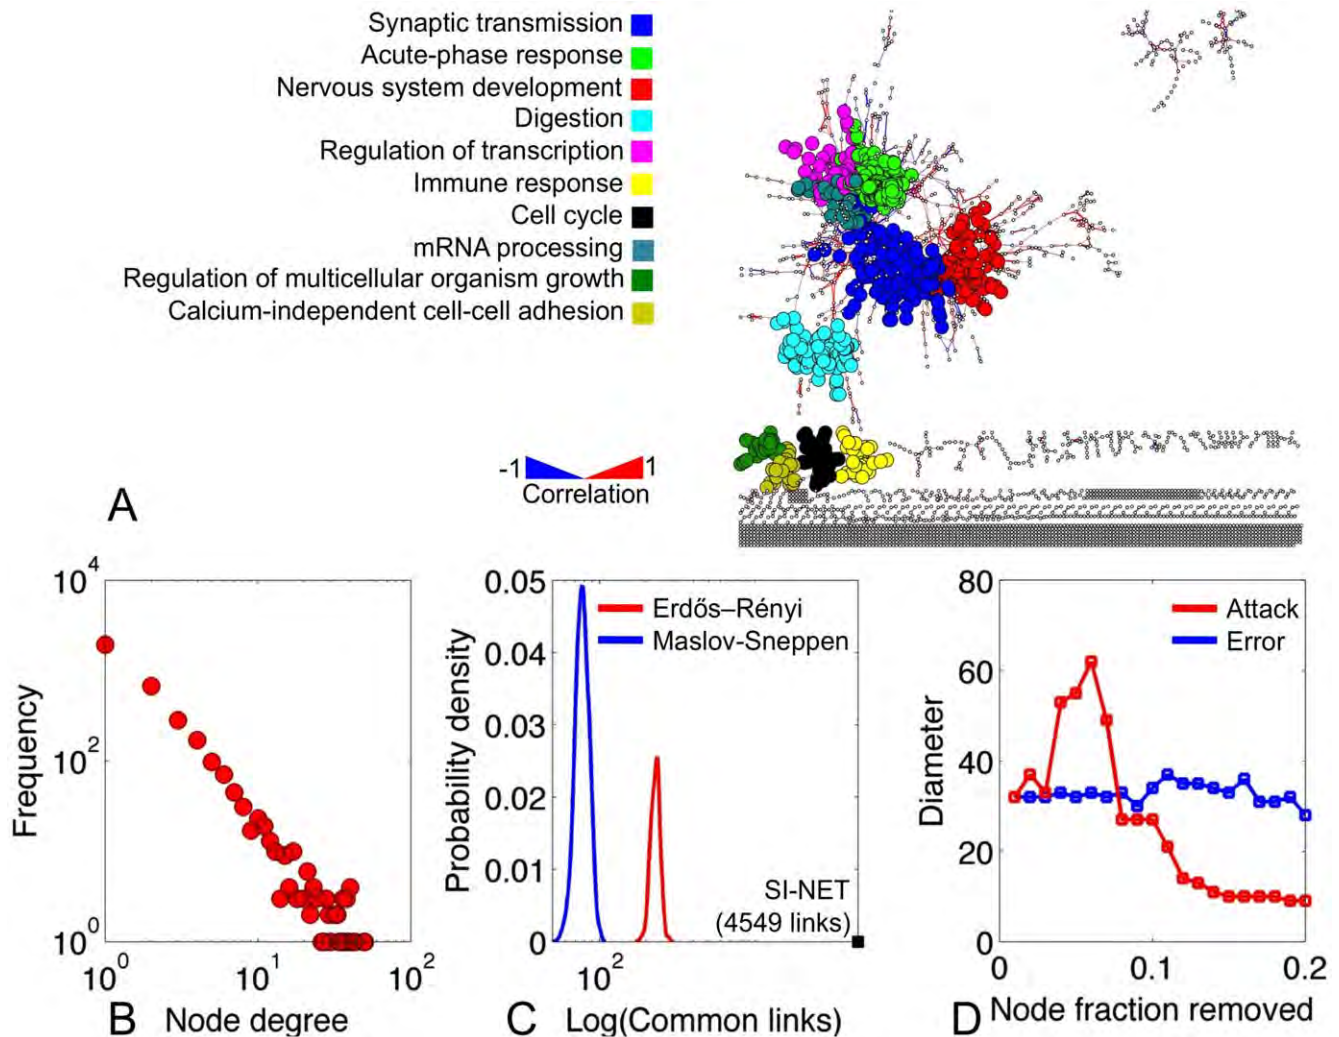 Synaptic transmission
Acute-phase response
Nervous system development
Digestion
Regulation of transcription
Immune response
Cell cycle
mRNA processing
Regulation of multicellular organism growth
Calcium-independent cell-cell adhesion
-1 1
Correlation
A
10^4
10^2
10^0
Frequency
10^0 10^1 10^2
B Node degree
0.05
0.04
0.03
0.02
0.01
0
Probability density
Erdős–Rényi
Maslov-Sneppen
SI-NET
(4549 links)
10^2
C Log(Common links)
80
60
40
20
0
Diameter
Attack
Error
0 0.1 0.2
D Node fraction removed